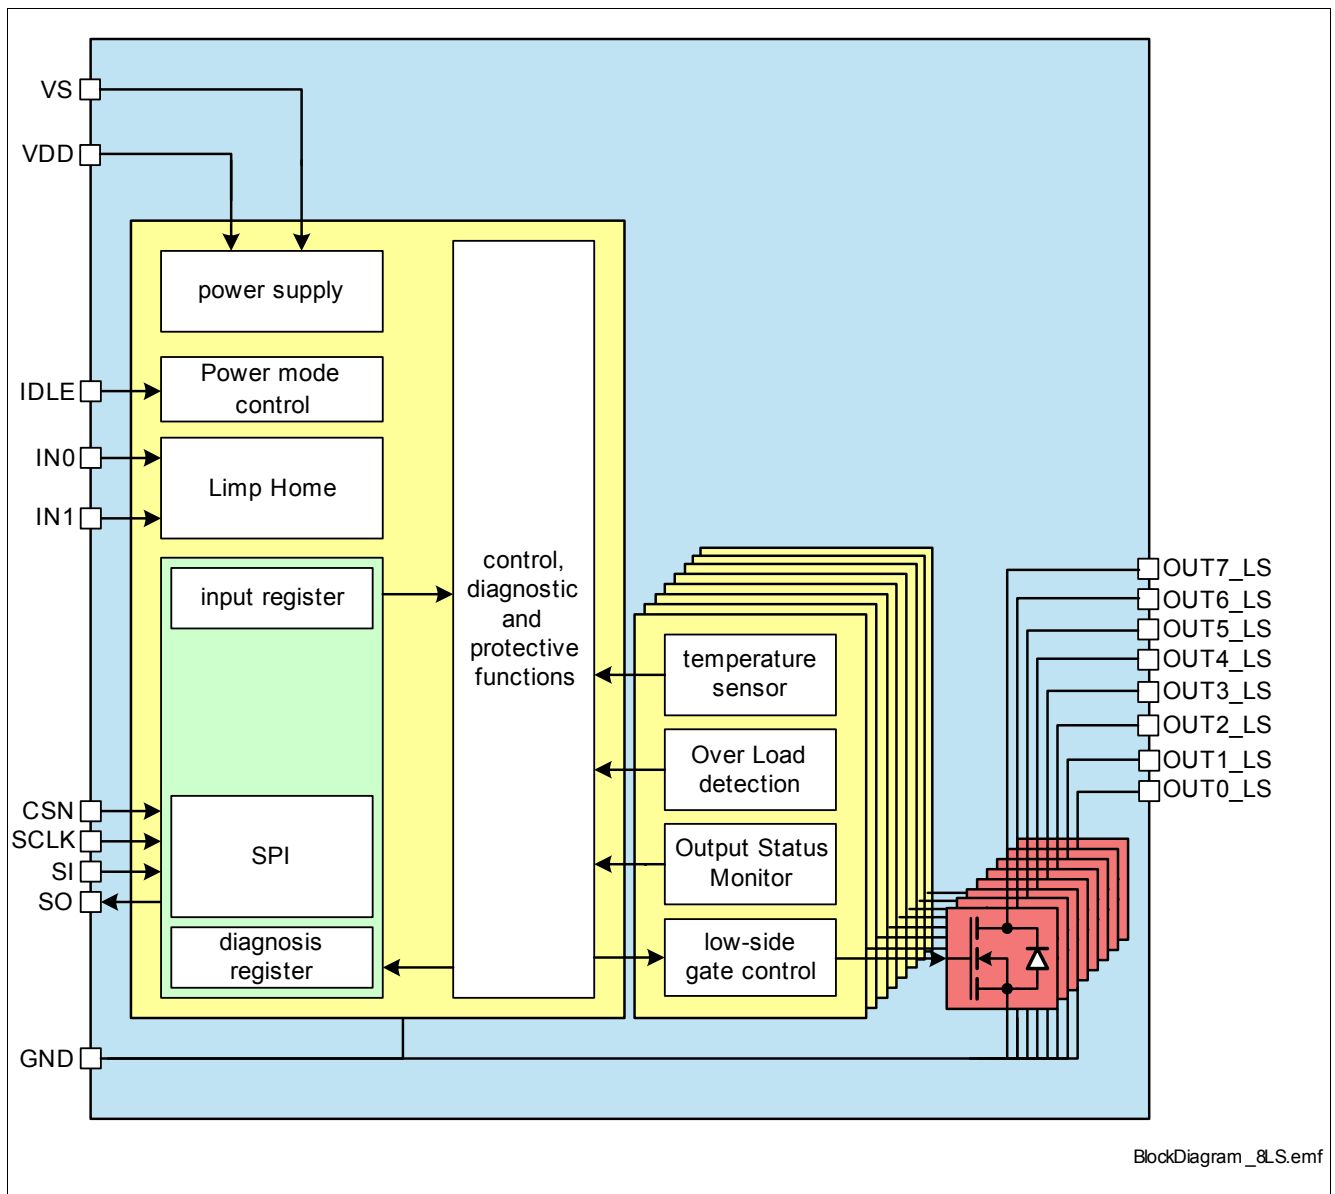 VS
VDD
power supply
IDLE
Power mode
control
IN0
Limp Home
IN1
input register
control,
diagnostic
and
protective
functions
CSN
SCLK
SI
SO
SPI
diagnosis
register
GND
temperature
sensor
Over Load
detection
Output Status
Monitor
low-side
gate control
OUT7_LS
OUT6_LS
OUT5_LS
OUT4_LS
OUT3_LS
OUT2_LS
OUT1_LS
OUT0_LS
BlockDiagram_8LS.emf